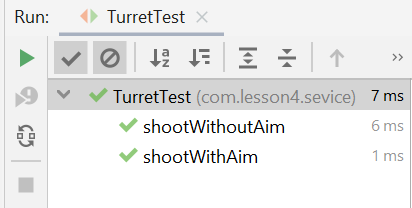 Run: TurretTest
TurretTest (com.lesson4.sevice) 7 ms
shootWithoutAim 6 ms
shootWithAim 1 ms